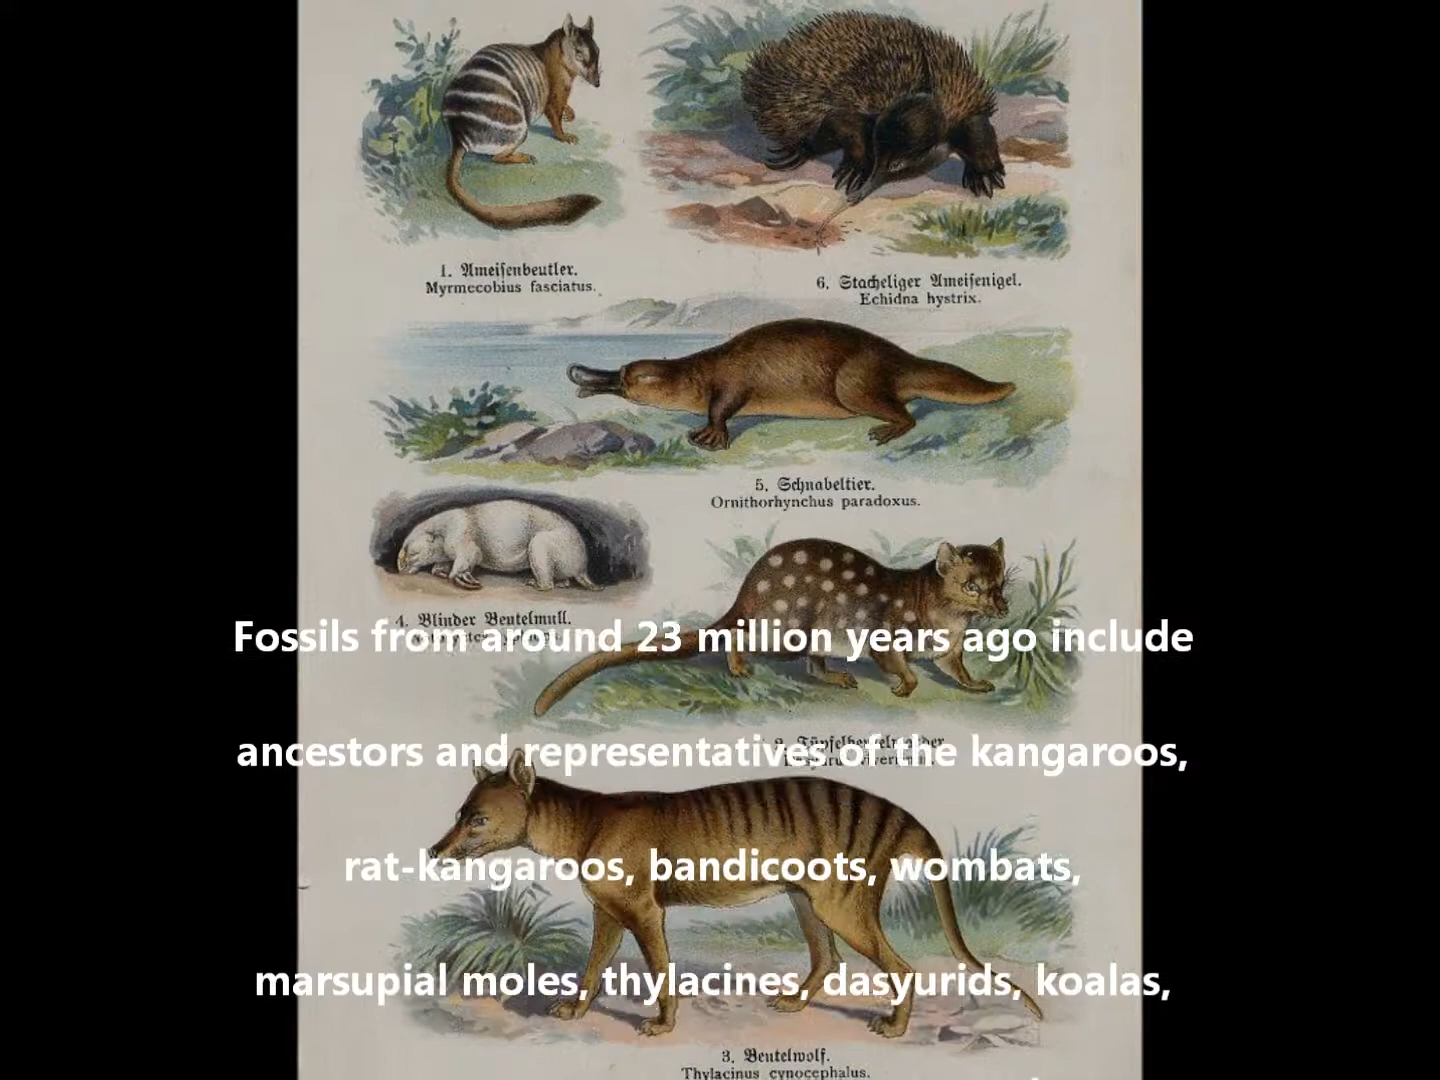 1. Ameiſenbeutler.
Myrmecobius fasciatus.
6. Stacheliger Ameiſenigel.
Echidna hystrix.
5. Schnabeltier.
Ornithorhynchus paradoxus.
4. Blinder Beutelmull.
Fossils from around 23 million years ago include
ancestors and representatives of the kangaroos,
rat-kangaroos, bandicoots, wombats,
marsupial moles, thylacines, dasyurids, koalas,
3. Beutelwolf.
Thylacinus cynocephalus.